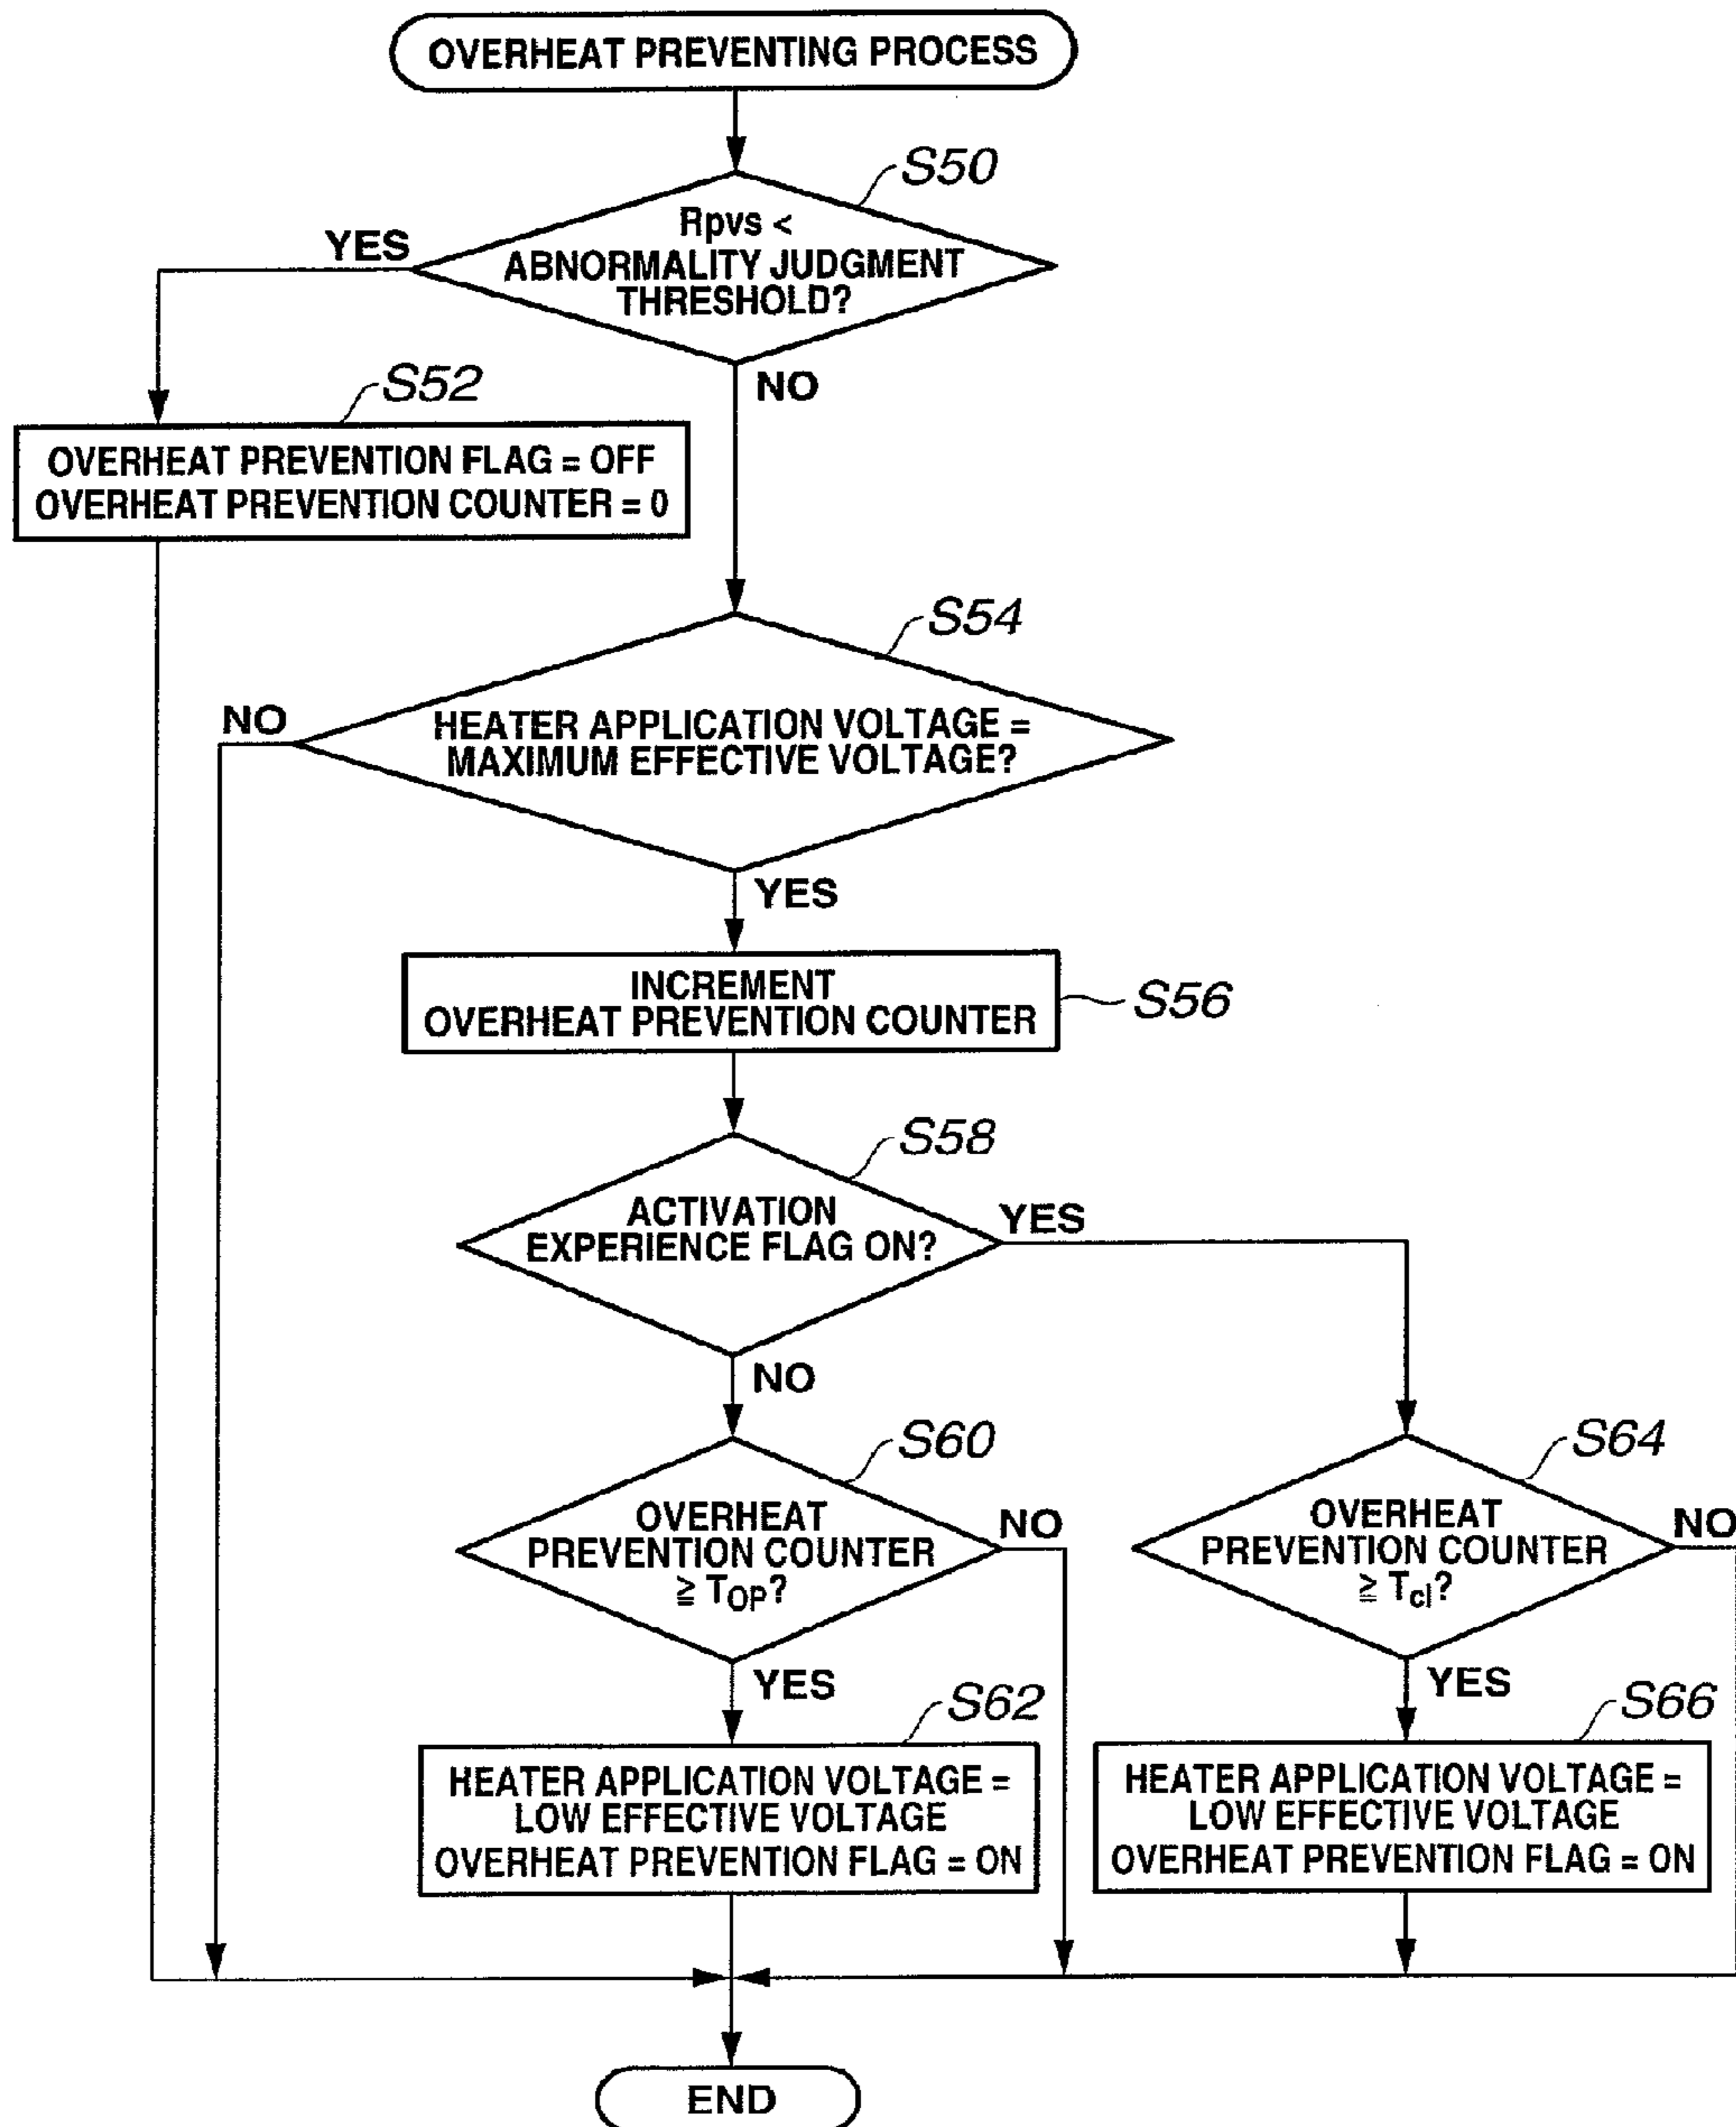 OVERHEAT PREVENTING PROCESS
S50
Rpvs <
ABNORMALITY JUDGMENT
THRESHOLD?
YES
NO
S52
OVERHEAT PREVENTION FLAG = OFF
OVERHEAT PREVENTION COUNTER = 0
S54
HEATER APPLICATION VOLTAGE =
MAXIMUM EFFECTIVE VOLTAGE?
NO
YES
INCREMENT
OVERHEAT PREVENTION COUNTER
S56
S58
ACTIVATION
EXPERIENCE FLAG ON?
YES
NO
S60
OVERHEAT
PREVENTION COUNTER
≧ TOP?
NO
YES
S64
OVERHEAT
PREVENTION COUNTER
≧ Tcl?
NO
YES
S62
HEATER APPLICATION VOLTAGE =
LOW EFFECTIVE VOLTAGE
OVERHEAT PREVENTION FLAG = ON
S66
HEATER APPLICATION VOLTAGE =
LOW EFFECTIVE VOLTAGE
OVERHEAT PREVENTION FLAG = ON
END